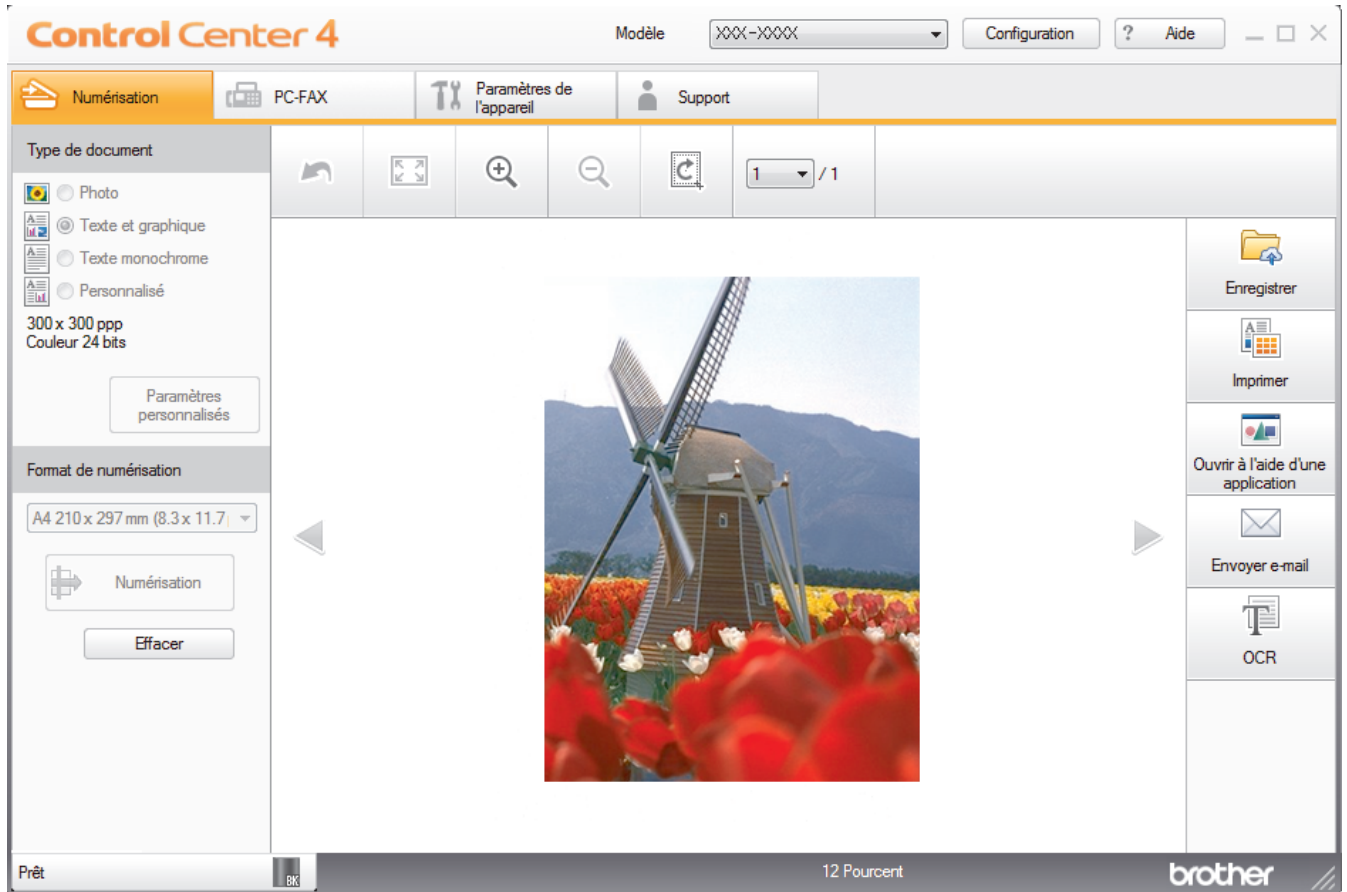 Control Center 4
Modèle
XXX-XXXX
Configuration
? Aide
Numérisation
PC-FAX
Paramètres de
l'appareil
Support
Type de document
Photo
Texte et graphique
Texte monochrome
Personnalisé
300 x 300 ppp
Couleur 24 bits
Paramètres
personnalisés
Format de numérisation
A4 210 x 297 mm (8.3 x 11.7
Numérisation
Effacer
1 / 1
Enregistrer
Imprimer
Ouvrir à l'aide d'une
application
Envoyer e-mail
OCR
Prêt
BK
12 Pourcent
brother